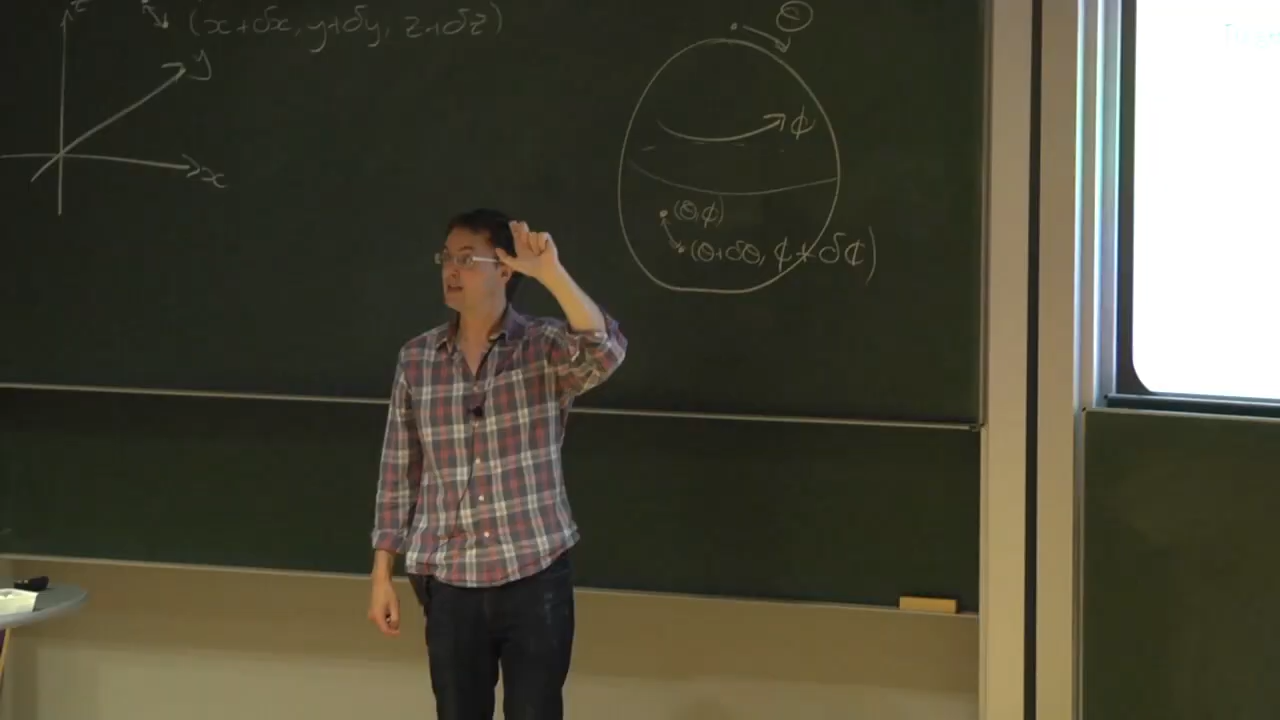 z
(x+δx, y+δy, z+δz)
y
x
θ
ϕ
(θ,ϕ)
(θ+δθ, ϕ+δϕ)